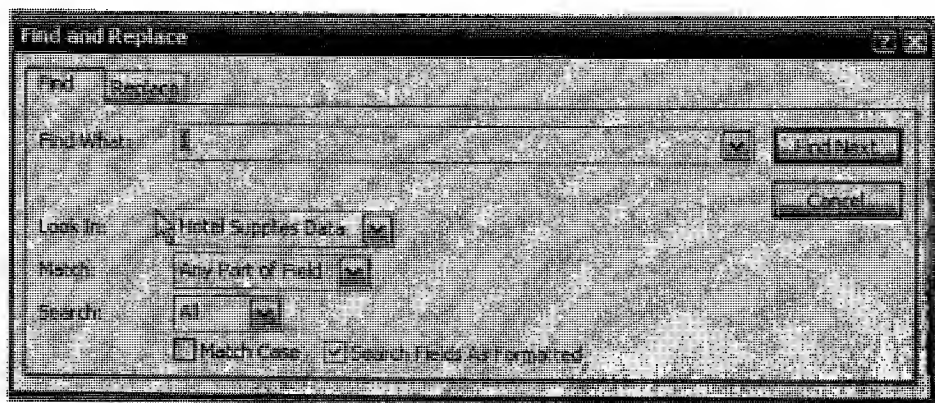 Find and Replace
Find Replace
Find What: Find Next
Cancel
Look In: Hotel Supplies Data
Match: Any Part of Field
Search: All
Match Case Search Fields As Formatted